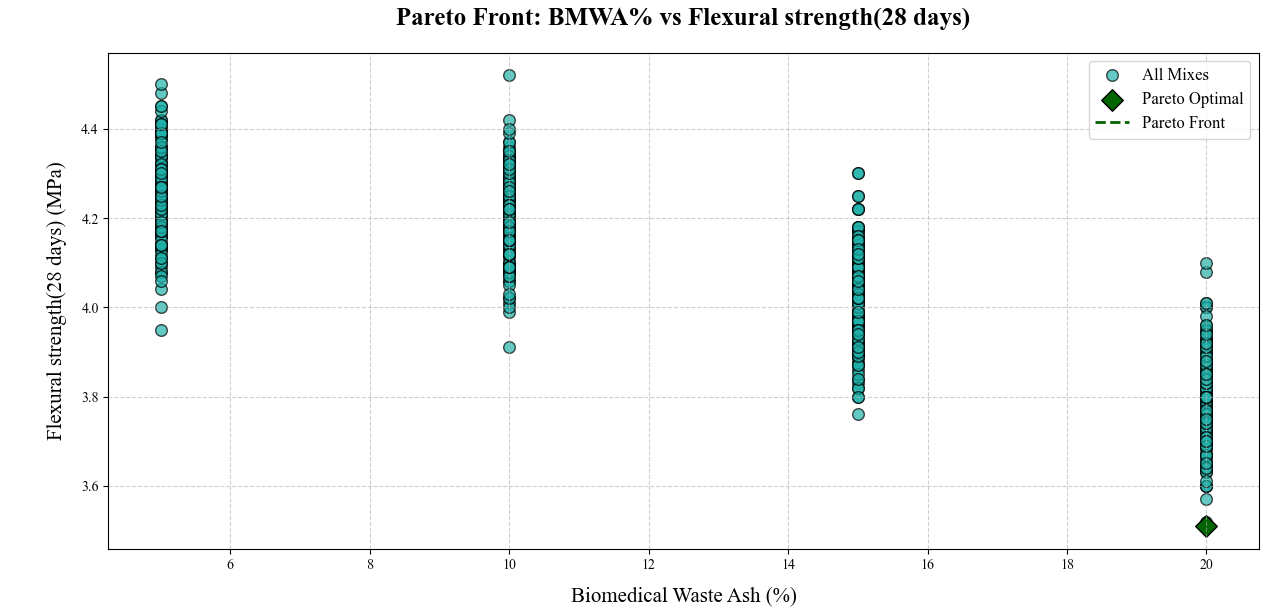 Pareto Front: BMWA% vs Flexural strength(28 days)
All Mixes
Pareto Optimal
Pareto Front
Flexural strength(28 days) (MPa)
4.4
4.2
4.0
3.8
3.6
6 8 10 12 14 16 18 20
Biomedical Waste Ash (%)